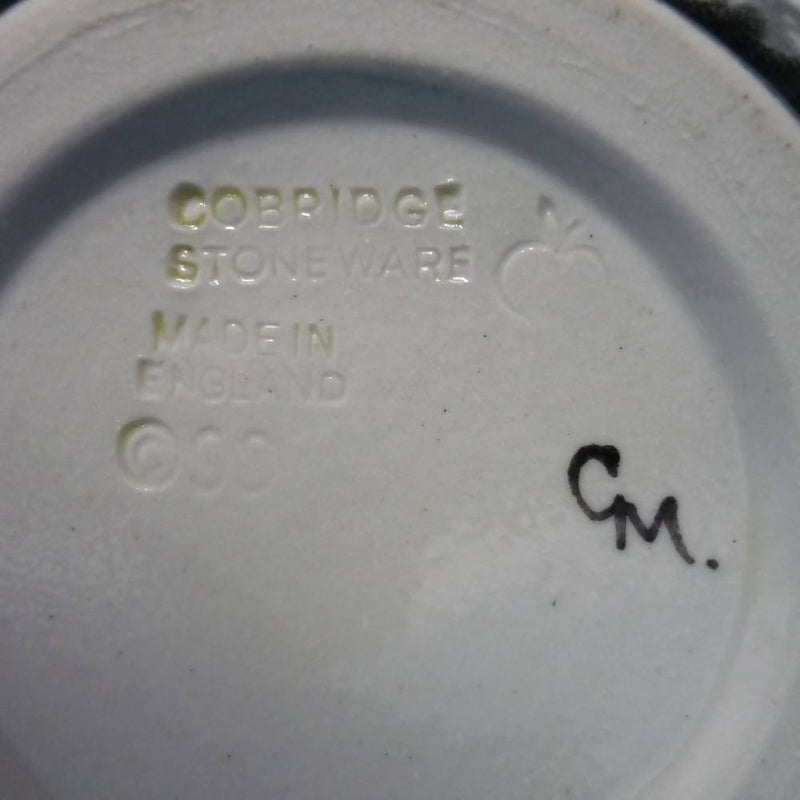 COBRIDGE
STONEWARE
MADE IN
ENGLAND
© 99
CM.